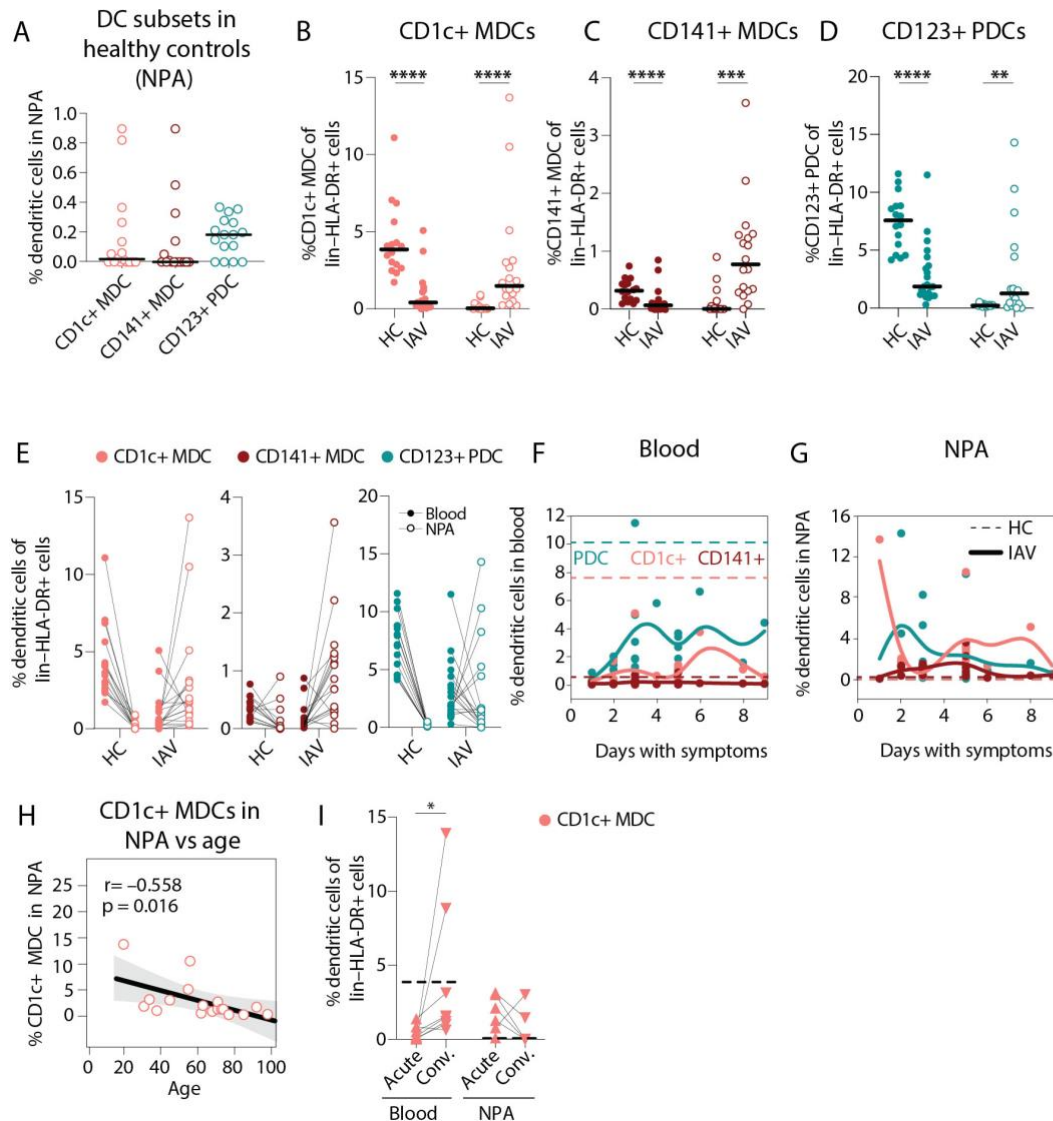 A
DC subsets in
healthy controls
(NPA)
% dendritic cells in NPA
1.0
0.8
0.6
0.4
0.2
0.0
CD1c+ MDC
CD141+ MDC
CD123+ PDC
B
CD1c+ MDCs
%CD1c+ MDC of
lin−HLA-DR+ cells
15
10
5
0
**** ****
HC IAV HC IAV
C
CD141+ MDCs
%CD141+ MDC of
lin−HLA-DR+ cells
4
3
2
1
0
**** ***
HC IAV HC IAV
D
CD123+ PDCs
%CD123+ PDC of
lin−HLA-DR+ cells
20
15
10
5
0
**** **
HC IAV HC IAV
E
CD1c+ MDC CD141+ MDC CD123+ PDC
% dendritic cells of
lin−HLA-DR+ cells
15
10
5
0
HC IAV
4
3
2
1
0
HC IAV
20
15
10
5
0
Blood
NPA
HC IAV
F
Blood
% dendritic cells in blood
12
11
10
9
8
7
6
5
4
3
2
1
0
PDC CD1c+ CD141+
0 2 4 6 8
Days with symptoms
G
NPA
% dendritic cells in NPA
16
12
8
4
0
HC
IAV
0 2 4 6 8
Days with symptoms
H
CD1c+ MDCs in
NPA vs age
% CD1c+ MDC in NPA
25
20
15
10
5
0
r= −0.558
p = 0.016
0 20 40 60 80 100
Age
I
CD1c+ MDC
% dendritic cells of
lin−HLA-DR+ cells
15
10
5
0
*
Acute Conv. Acute Conv.
Blood NPA